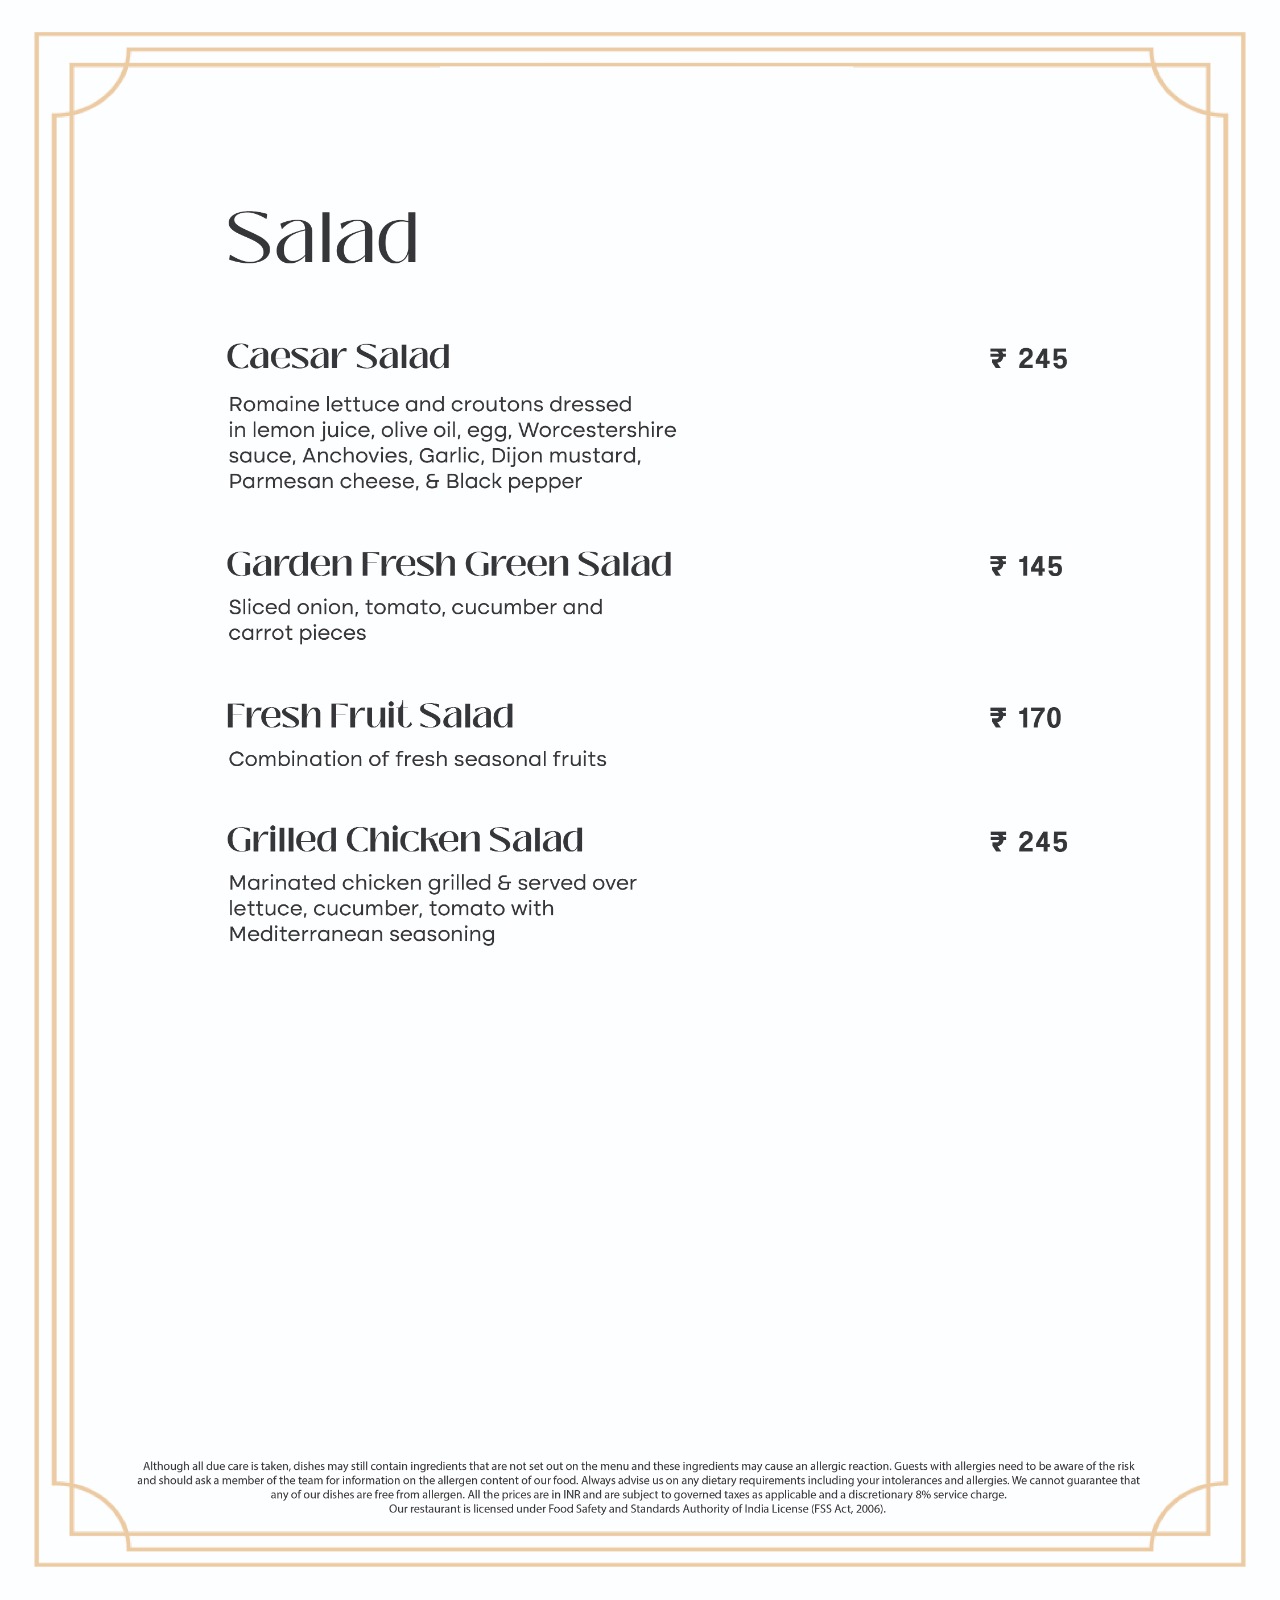 Salad
Caesar Salad ₹ 245
Romaine lettuce and croutons dressed
in lemon juice, olive oil, egg, Worcestershire
sauce, Anchovies, Garlic, Dijon mustard,
Parmesan cheese, & Black pepper
Garden Fresh Green Salad ₹ 145
Sliced onion, tomato, cucumber and
carrot pieces
Fresh Fruit Salad ₹ 170
Combination of fresh seasonal fruits
Grilled Chicken Salad ₹ 245
Marinated chicken grilled & served over
lettuce, cucumber, tomato with
Mediterranean seasoning
Although all due care is taken, dishes may still contain ingredients that are not set out on the menu and these ingredients may cause an allergic reaction. Guests with allergies need to be aware of the risk
and should ask a member of the team for information on the allergen content of our food. Always advise us on any dietary requirements including your intolerances and allergies. We cannot guarantee that
any of our dishes are free from allergen. All the prices are in INR and are subject to governed taxes as applicable and a discretionary 8% service charge.
Our restaurant is licensed under Food Safety and Standards Authority of India License (FSS Act, 2006).